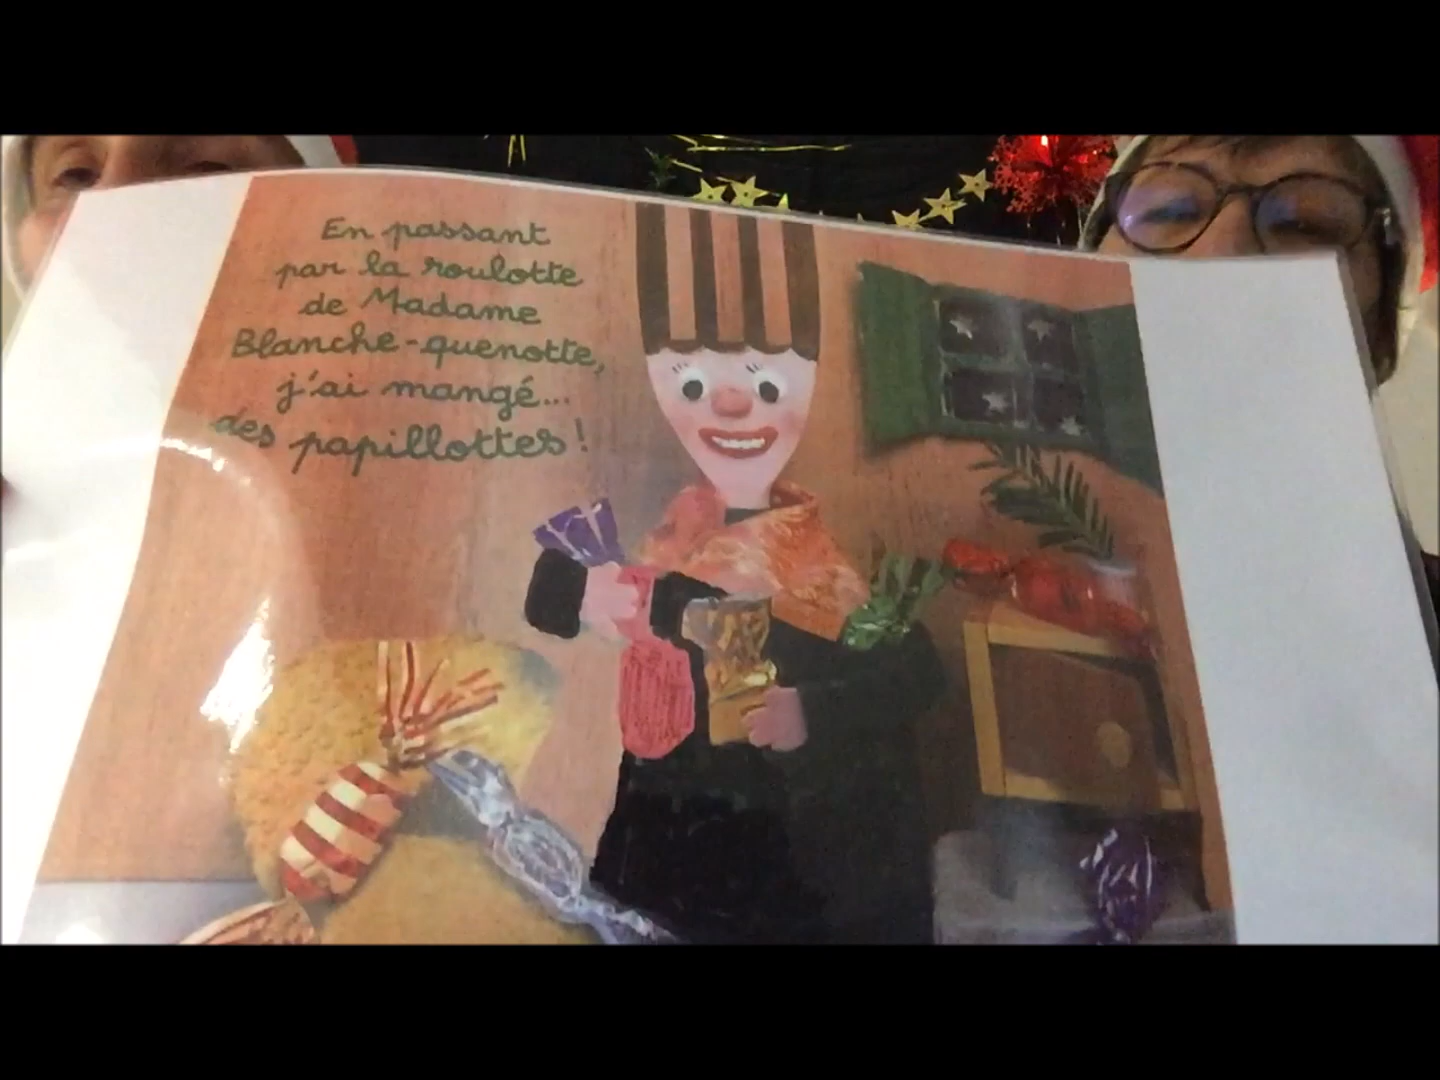 En passant
par la roulotte
de Madame
Blanche-quenotte,
j'ai mangé...
des papillottes!